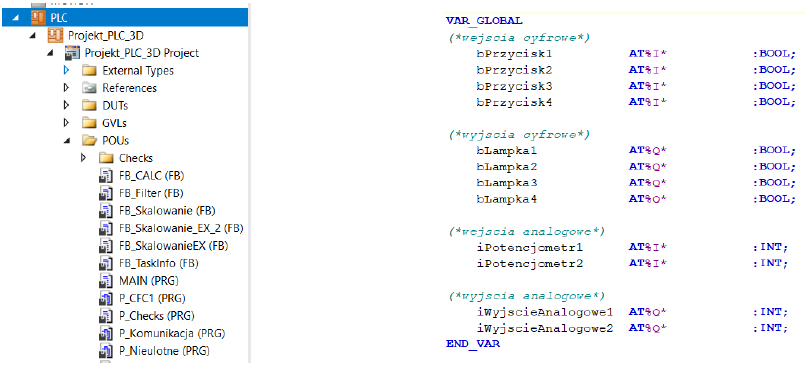 PLC
Projekt_PLC_3D
Projekt_PLC_3D Project
External Types
References
DUTs
GVLs
POUs
Checks
FB_CALC (FB)
FB_Filter (FB)
FB_Skalowanie (FB)
FB_Skalowanie_EX_2 (FB)
FB_SkalowanieEX (FB)
FB_TaskInfo (FB)
MAIN (PRG)
P_CFC1 (PRG)
P_Checks (PRG)
P_Komunikacja (PRG)
P_Nieulotne (PRG)
VAR_GLOBAL
(*wejscia cyfrowe*)
bPrzycisk1 AT%I* :BOOL;
bPrzycisk2 AT%I* :BOOL;
bPrzycisk3 AT%I* :BOOL;
bPrzycisk4 AT%I* :BOOL;
(*wyjscia cyfrowe*)
bLampka1 AT%Q* :BOOL;
bLampka2 AT%Q* :BOOL;
bLampka3 AT%Q* :BOOL;
bLampka4 AT%Q* :BOOL;
(*wejscia analogowe*)
iPotencjometr1 AT%I* :INT;
iPotencjometr2 AT%I* :INT;
(*wyjscia analogowe*)
iWyjscieAnalogowe1 AT%Q* :INT;
iWyjscieAnalogowe2 AT%Q* :INT;
END_VAR